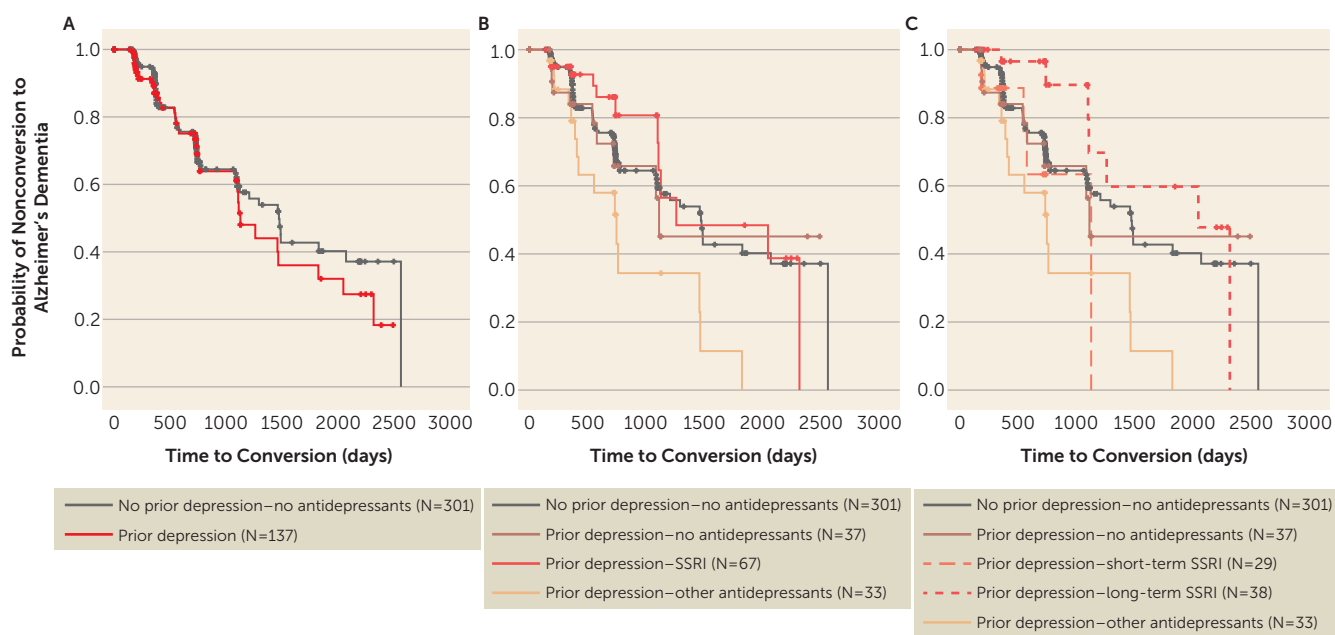 A
B
C
Probability of Nonconversion to
Alzheimer's Dementia
1.0
0.8
0.6
0.4
0.2
0.0
0 500 1000 1500 2000 2500 3000
Time to Conversion (days)
1.0
0.8
0.6
0.4
0.2
0.0
0 500 1000 1500 2000 2500 3000
Time to Conversion (days)
1.0
0.8
0.6
0.4
0.2
0.0
0 500 1000 1500 2000 2500 3000
Time to Conversion (days)
No prior depression–no antidepressants (N=301)
Prior depression (N=137)
No prior depression–no antidepressants (N=301)
Prior depression–no antidepressants (N=37)
Prior depression–SSRI (N=67)
Prior depression–other antidepressants (N=33)
No prior depression–no antidepressants (N=301)
Prior depression–no antidepressants (N=37)
Prior depression–short-term SSRI (N=29)
Prior depression–long-term SSRI (N=38)
Prior depression–other antidepressants (N=33)